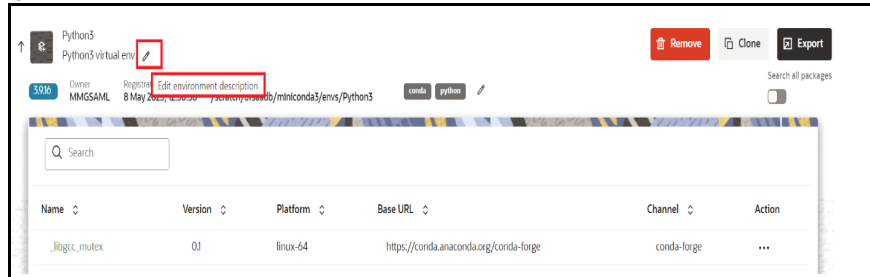 Python3
Python3 virtual env
Remove
Clone
Export
Search all packages
3.9.16
Owner
MMGSAML
8 May
Edit environment description
/miniconda3/envs/Python3
conda
python
Search
Name
Version
Platform
Base URL
Channel
Action
_libgcc_mutex
0.1
linux-64
https://conda.anaconda.org/conda-forge
conda-forge
...